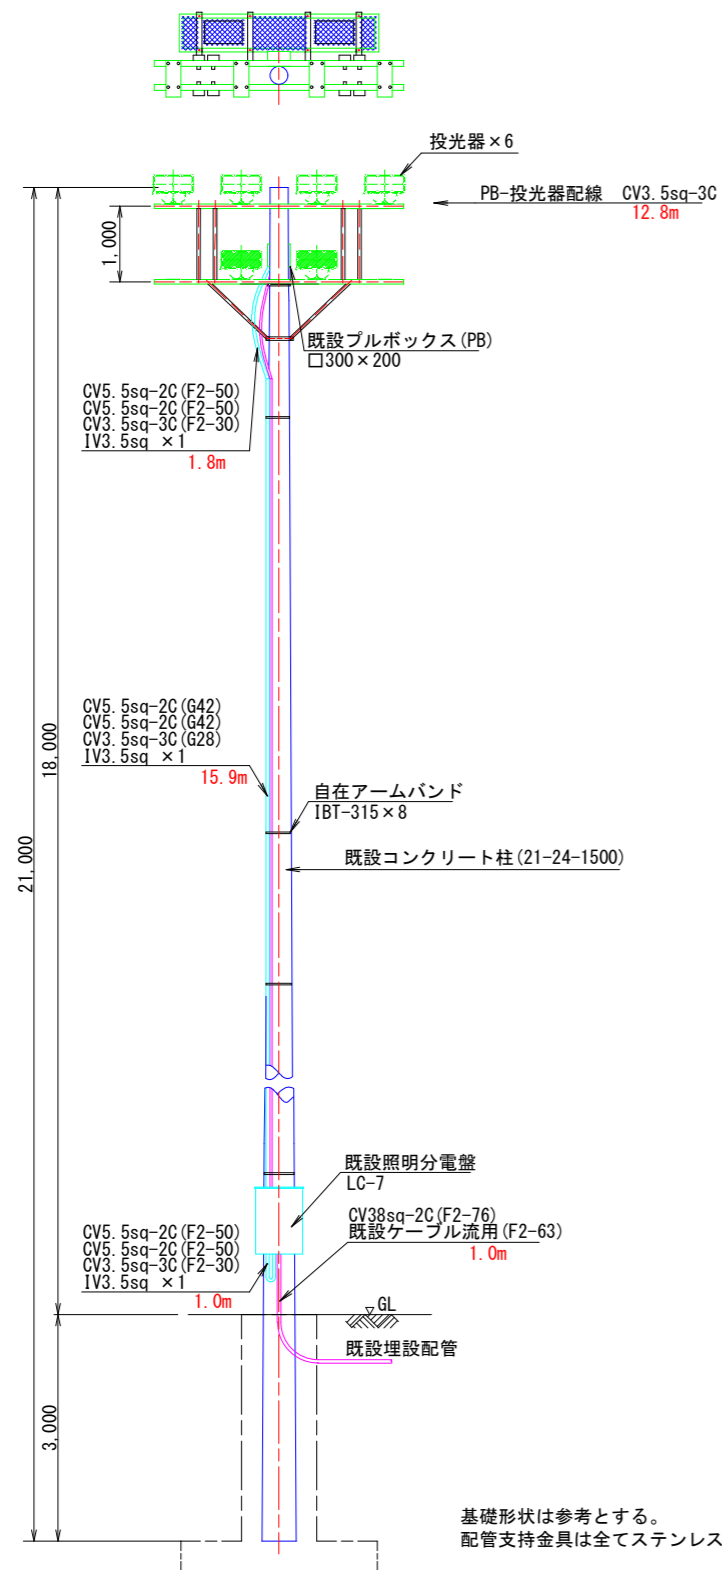 投光器×6
PB-投光器配線 CV3.5sq-3C
12.8m
1,000
既設プルボックス(PB)
□300×200
CV5.5sq-2C(F2-50)
CV5.5sq-2C(F2-50)
CV3.5sq-3C(F2-30)
IV3.5sq ×1
1.8m
CV5.5sq-2C(G42)
CV5.5sq-2C(G42)
CV3.5sq-3C(G28)
IV3.5sq ×1
15.9m
18,000
21,000
自在アームバンド
IBT-315×8
既設コンクリート柱(21-24-1500)
既設照明分電盤
LC-7
CV38sq-2C(F2-76)
既設ケーブル流用(F2-63)
1.0m
CV5.5sq-2C(F2-50)
CV5.5sq-2C(F2-50)
CV3.5sq-3C(F2-30)
IV3.5sq ×1
1.0m
GL
既設埋設配管
3,000
基礎形状は参考とする。
配管支持金具は全てステンレス